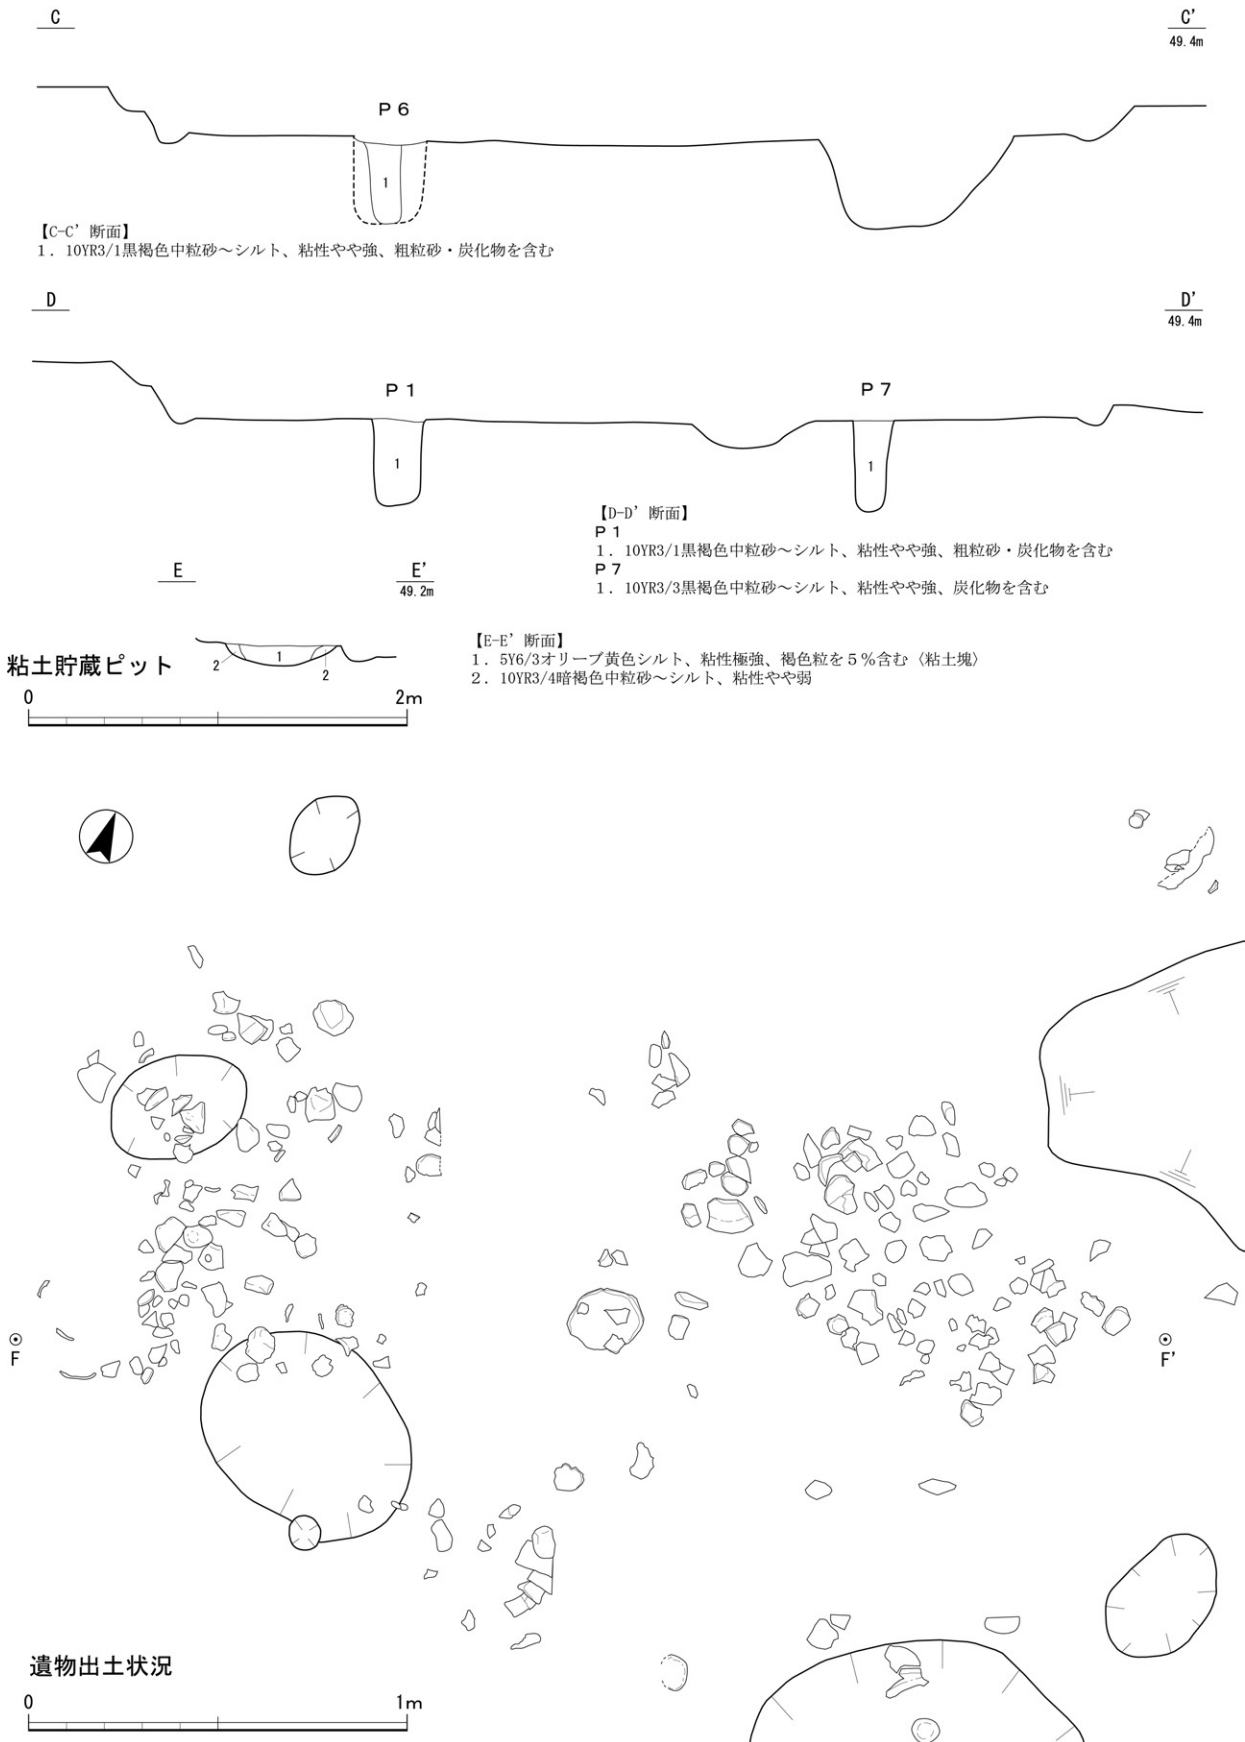 C
C'
49.4m
P 6
1
【C-C’断面】
1．10YR3/1黒褐色中粒砂～シルト、粘性やや強、粗粒砂・炭化物を含む
D
D'
49.4m
P 1
P 7
1
1
【D-D’断面】
P 1
1．10YR3/1黒褐色中粒砂～シルト、粘性やや強、粗粒砂・炭化物を含む
P 7
1．10YR3/3黒褐色中粒砂～シルト、粘性やや強、炭化物を含む
E
E'
49.2m
【E-E’断面】
1．5Y6/3オリーブ黄色シルト、粘性極強、褐色粒を５％含む〈粘土塊〉
2．10YR3/4暗褐色中粒砂～シルト、粘性やや弱
粘土貯蔵ピット
2
1
2
0
2m
F
F'
遺物出土状況
0
1m